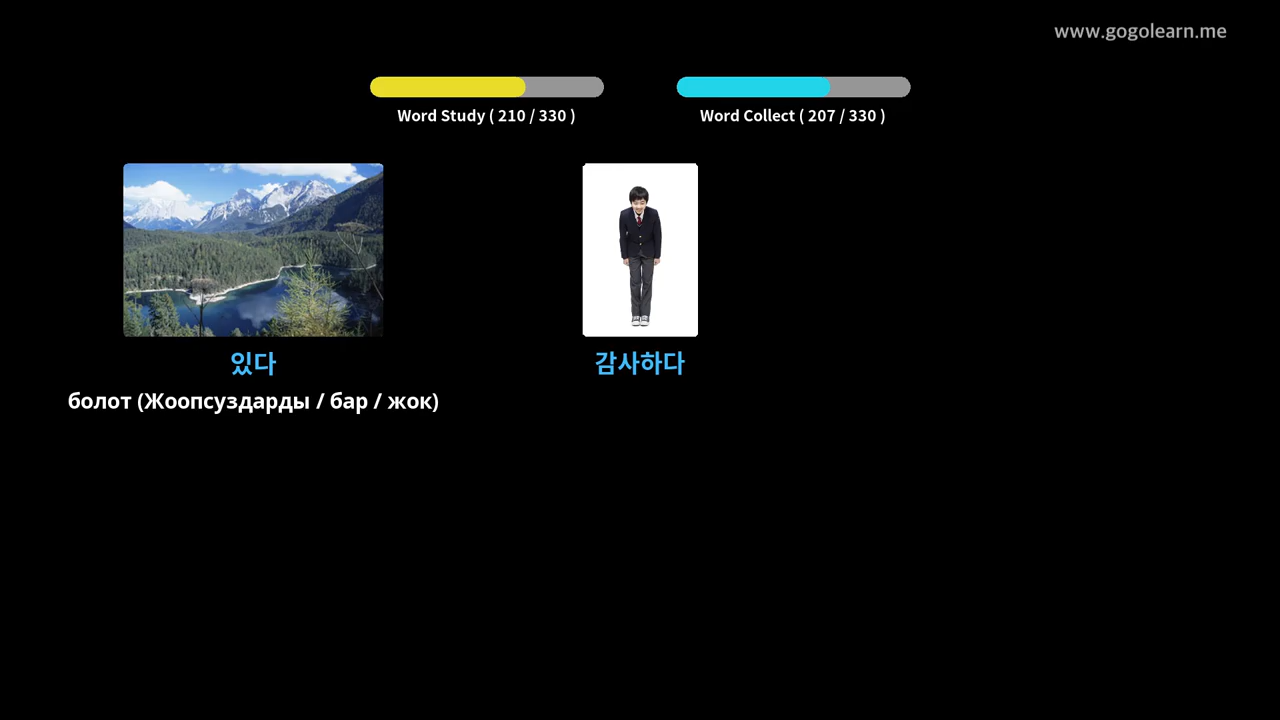 www.gogolearn.me
Word Study ( 210 / 330 )
Word Collect ( 207 / 330 )
있다
감사하다
болот (Жоопсуздарды / бар / жок)